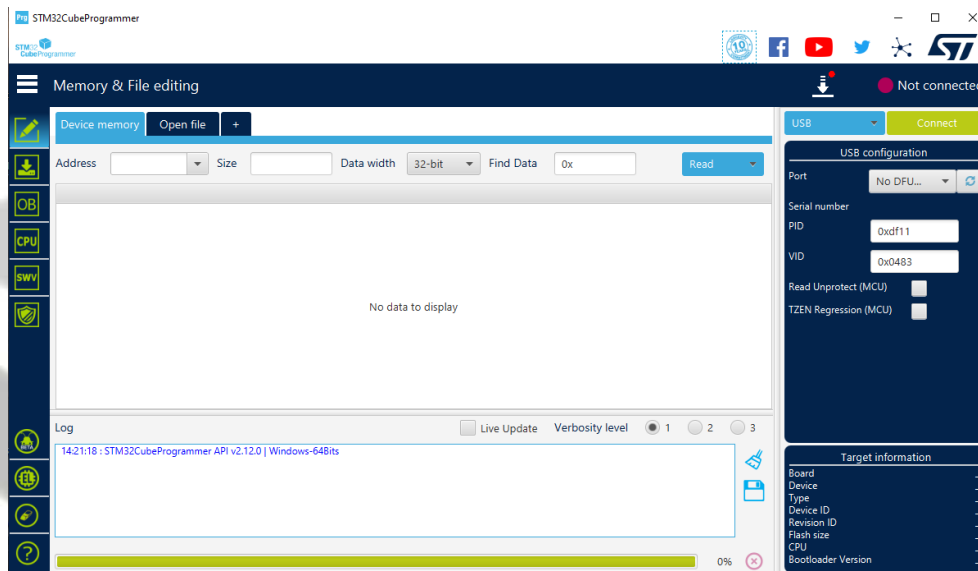 Prg STM32CubeProgrammer
STM32 CubeProgrammer
10
ST
Memory & File editing
Not connected
Device memory Open file +
USB Connect
Address Size Data width 32-bit Find Data 0x Read
USB configuration
Port No DFU...
Serial number
PID 0xdf11
VID 0x0483
Read Unprotect (MCU)
TZEN Regression (MCU)
OB
CPU
SWV
No data to display
Log Live Update Verbosity level 1 2 3
14:21:18 : STM32CubeProgrammer API v2.12.0 | Windows-64Bits
Target information
Board
Device
Type
Device ID
Revision ID
Flash size
CPU
Bootloader Version
0%
?